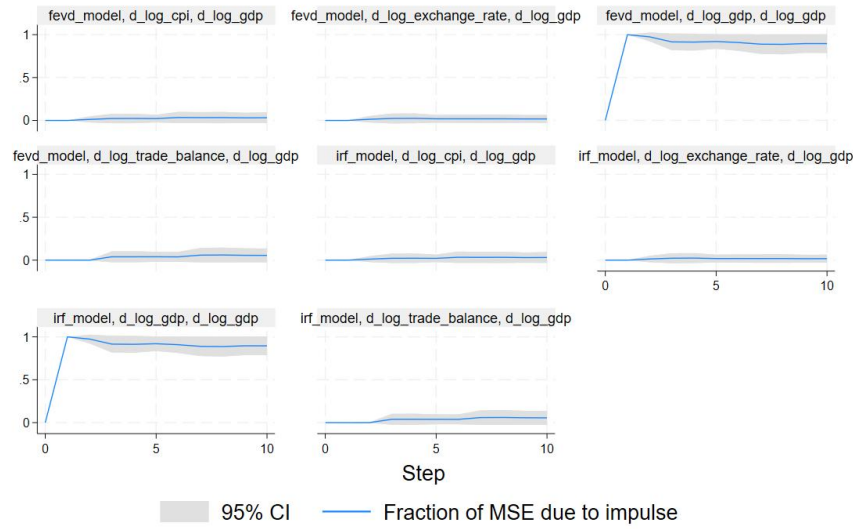 fevd_model, d_log_cpi, d_log_gdp
fevd_model, d_log_exchange_rate, d_log_gdp
fevd_model, d_log_gdp, d_log_gdp
1
.5
0
fevd_model, d_log_trade_balance, d_log_gdp
irf_model, d_log_cpi, d_log_gdp
irf_model, d_log_exchange_rate, d_log_gdp
1
.5
0
0 5 10
irf_model, d_log_gdp, d_log_gdp
irf_model, d_log_trade_balance, d_log_gdp
1
.5
0
0 5 10
0 5 10
Step
95% CI
Fraction of MSE due to impulse